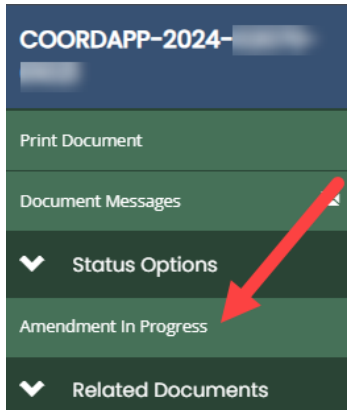 COORDAPP-2024-
Print Document
Document Messages
Status Options
Amendment In Progress
Related Documents